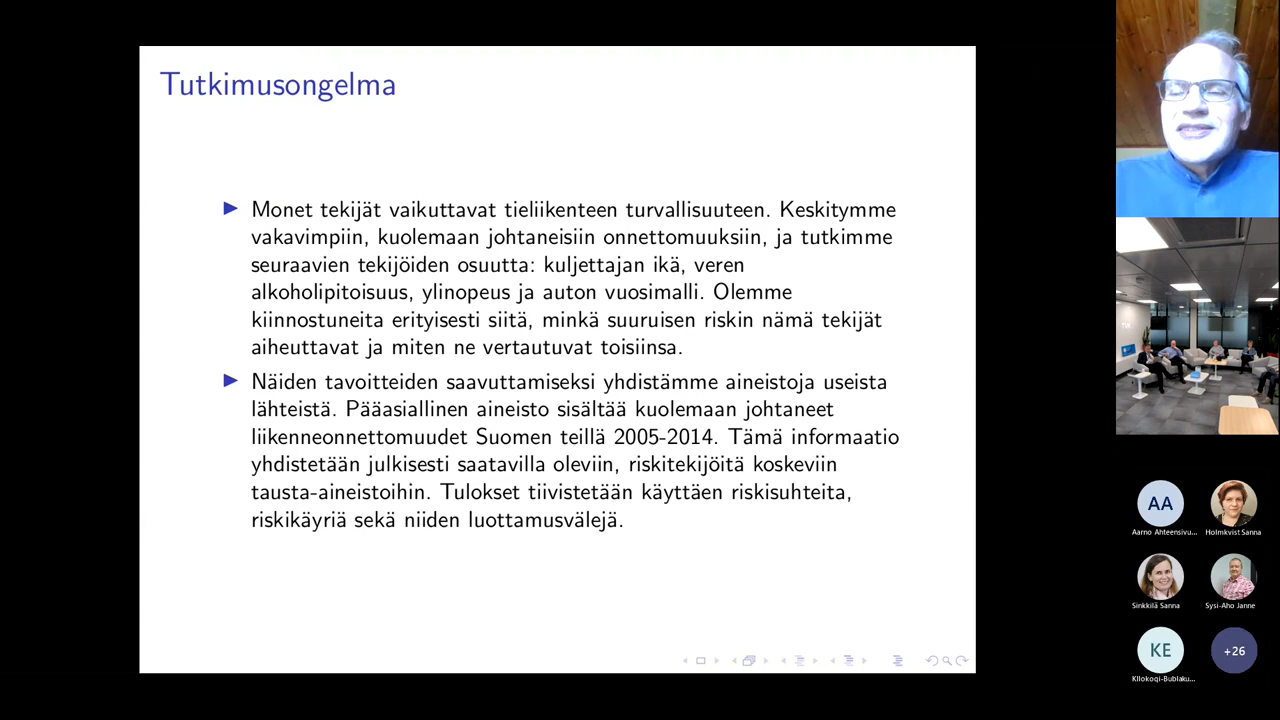 Tutkimusongelma
Monet tekijät vaikuttavat tieliikenteen turvallisuuteen. Keskitymme
vakavimpiin, kuolemaan johtaneisiin onnettomuuksiin, ja tutkimme
seuraavien tekijöiden osuutta: kuljettajan ikä, veren
alkoholipitoisuus, ylinopeus ja auton vuosimalli. Olemme
kiinnostuneita erityisesti siitä, minkä suuruisen riskin nämä tekijät
aiheuttavat ja miten ne vertautuvat toisiinsa.
Näiden tavoitteiden saavuttamiseksi yhdistämme aineistoja useista
lähteistä. Pääasiallinen aineisto sisältää kuolemaan johtaneet
liikenneonnettomuudet Suomen teillä 2005-2014. Tämä informaatio
yhdistetään julkisesti saatavilla oleviin, riskitekijöitä koskeviin
tausta-aineistoihin. Tulokset tiivistetään käyttäen riskisuhteita,
riskikäyriä sekä niiden luottamusvälejä.
AA
Aarno Ahteensivu...
Holmkvist Sanna
Sinkkilä Sanna
Sysi-Aho Janne
KE
Kllokoqi-Bublaku...
+26